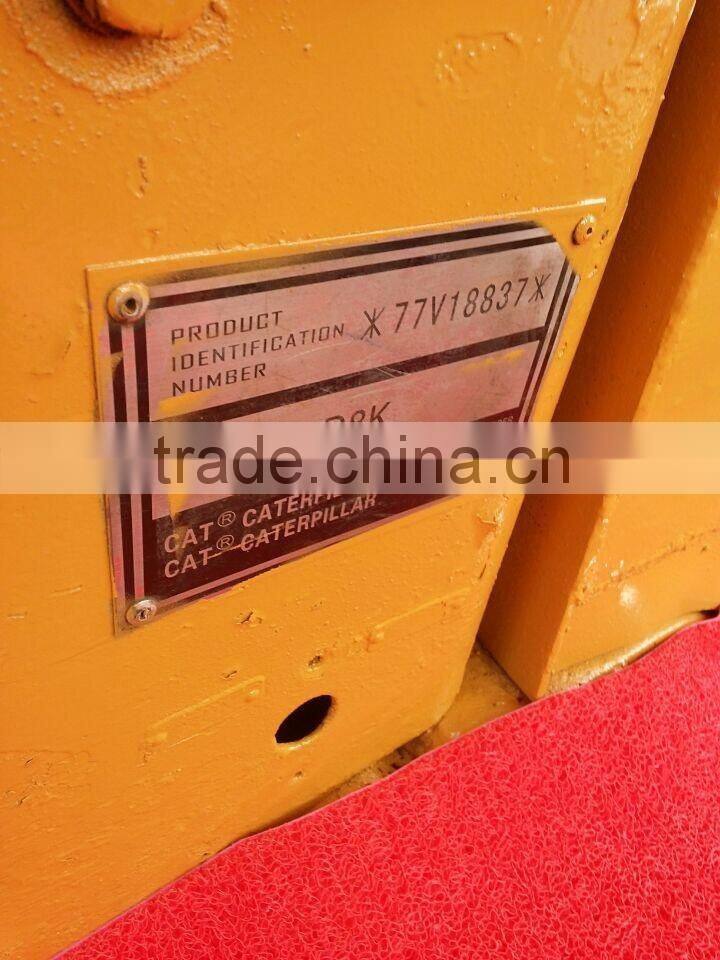 PRODUCT
IDENTIFICATION
NUMBER
*77V18837*
D8K
trade.china.cn
CAT® CATERPILLAR
CAT® CATERPILLAR